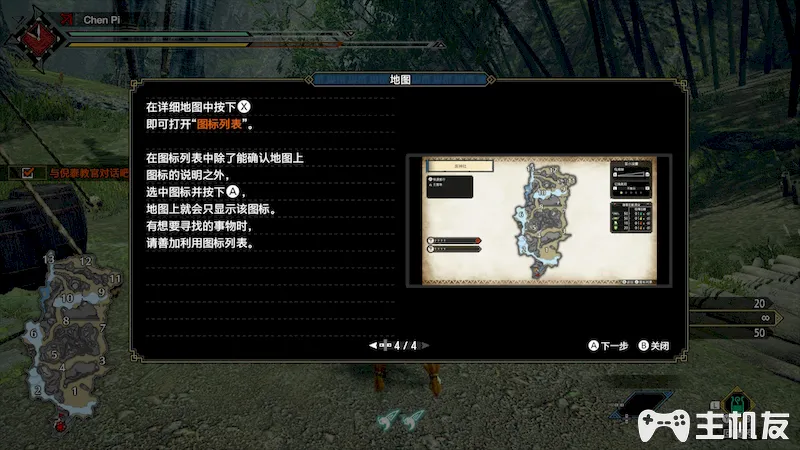 Chen Pi
地图
在详细地图中按下Ⓧ
即可打开“图标列表”。
在图标列表中除了能确认地图上
图标的说明之外，
选中图标并按下Ⓐ，
地图上就会只显示该图标。
有想要寻找的事物时，
请善加利用图标列表。
4 / 4
Ⓐ下一步
Ⓑ关闭
与侃蒙教官对话吧
13
12
11
10
9
8
7
6
5
4
3
2
1
20
∞
50
主机友